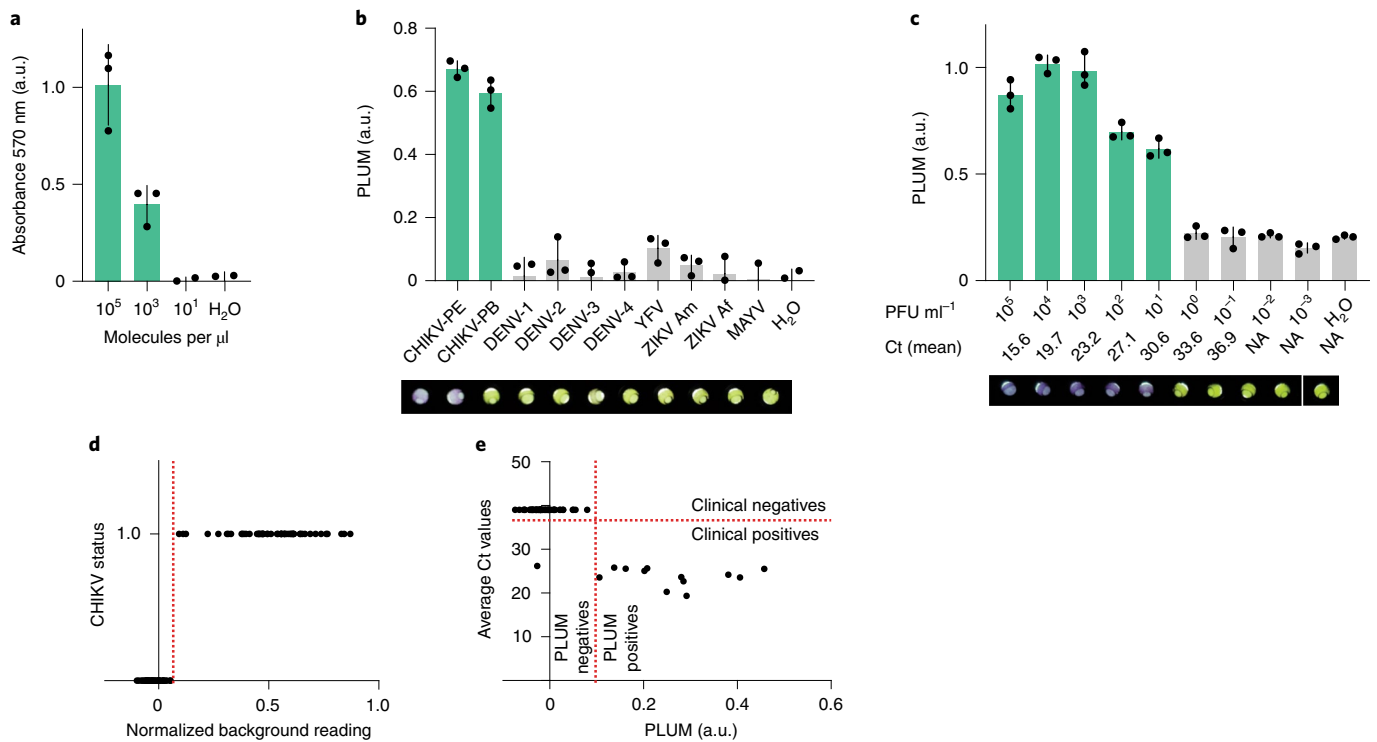 a
Absorbance 570 nm (a.u.)
1.0
0.5
0
10⁵ 10³ 10¹ H₂O
Molecules per µl
b
PLUM (a.u.)
0.8
0.6
0.4
0.2
0
CHIKV-PE
CHIKV-PB
DENV-1
DENV-2
DENV-3
DENV-4
YFV
ZIKV Am
ZIKV Af
MAYV
H₂O
c
PLUM (a.u.)
1.0
0.5
0
PFU ml⁻¹ 10⁵ 10⁴ 10³ 10² 10¹ 10⁰ 10⁻¹ 10⁻² 10⁻³ H₂O
Ct (mean) 15.6 19.7 23.2 27.1 30.6 33.6 36.9 NA NA NA
d
CHIKV status
1.0
0 0.5 1.0
Normalized background reading
e
Average Ct values
50
30
20
10
Clinical negatives
Clinical positives
PLUM
negatives
PLUM
positives
0 0.2 0.4 0.6
PLUM (a.u.)